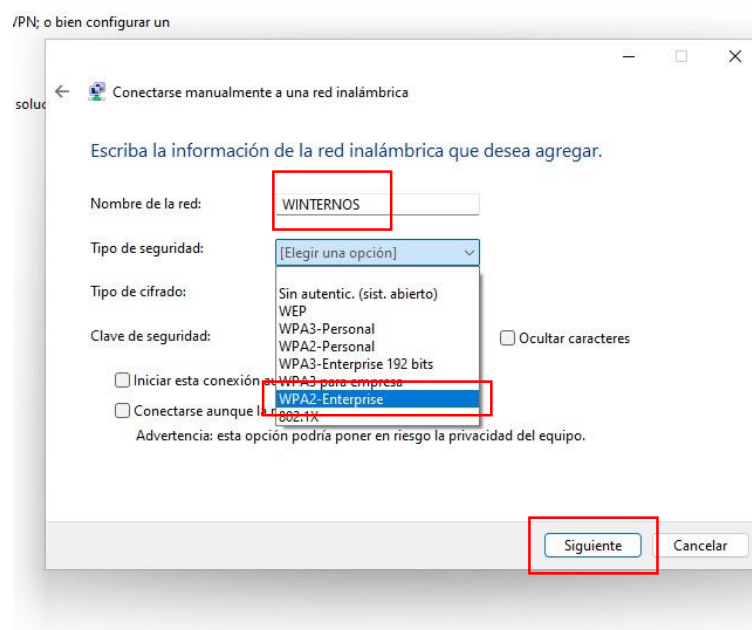 /PN; o bien configurar un
soluc
Conectarse manualmente a una red inalámbrica
Escriba la información de la red inalámbrica que desea agregar.
Nombre de la red: WINTERNOS
Tipo de seguridad: [Elegir una opción]
Tipo de cifrado: Sin autentic. (sist. abierto)
WEP
WPA3-Personal
Clave de seguridad: WPA2-Personal Ocultar caracteres
WPA3-Enterprise 192 bits
Iniciar esta conexión au WPA3 para empresa
WPA2-Enterprise
Conectarse aunque la r 802.1X
Advertencia: esta opción podría poner en riesgo la privacidad del equipo.
Siguiente Cancelar